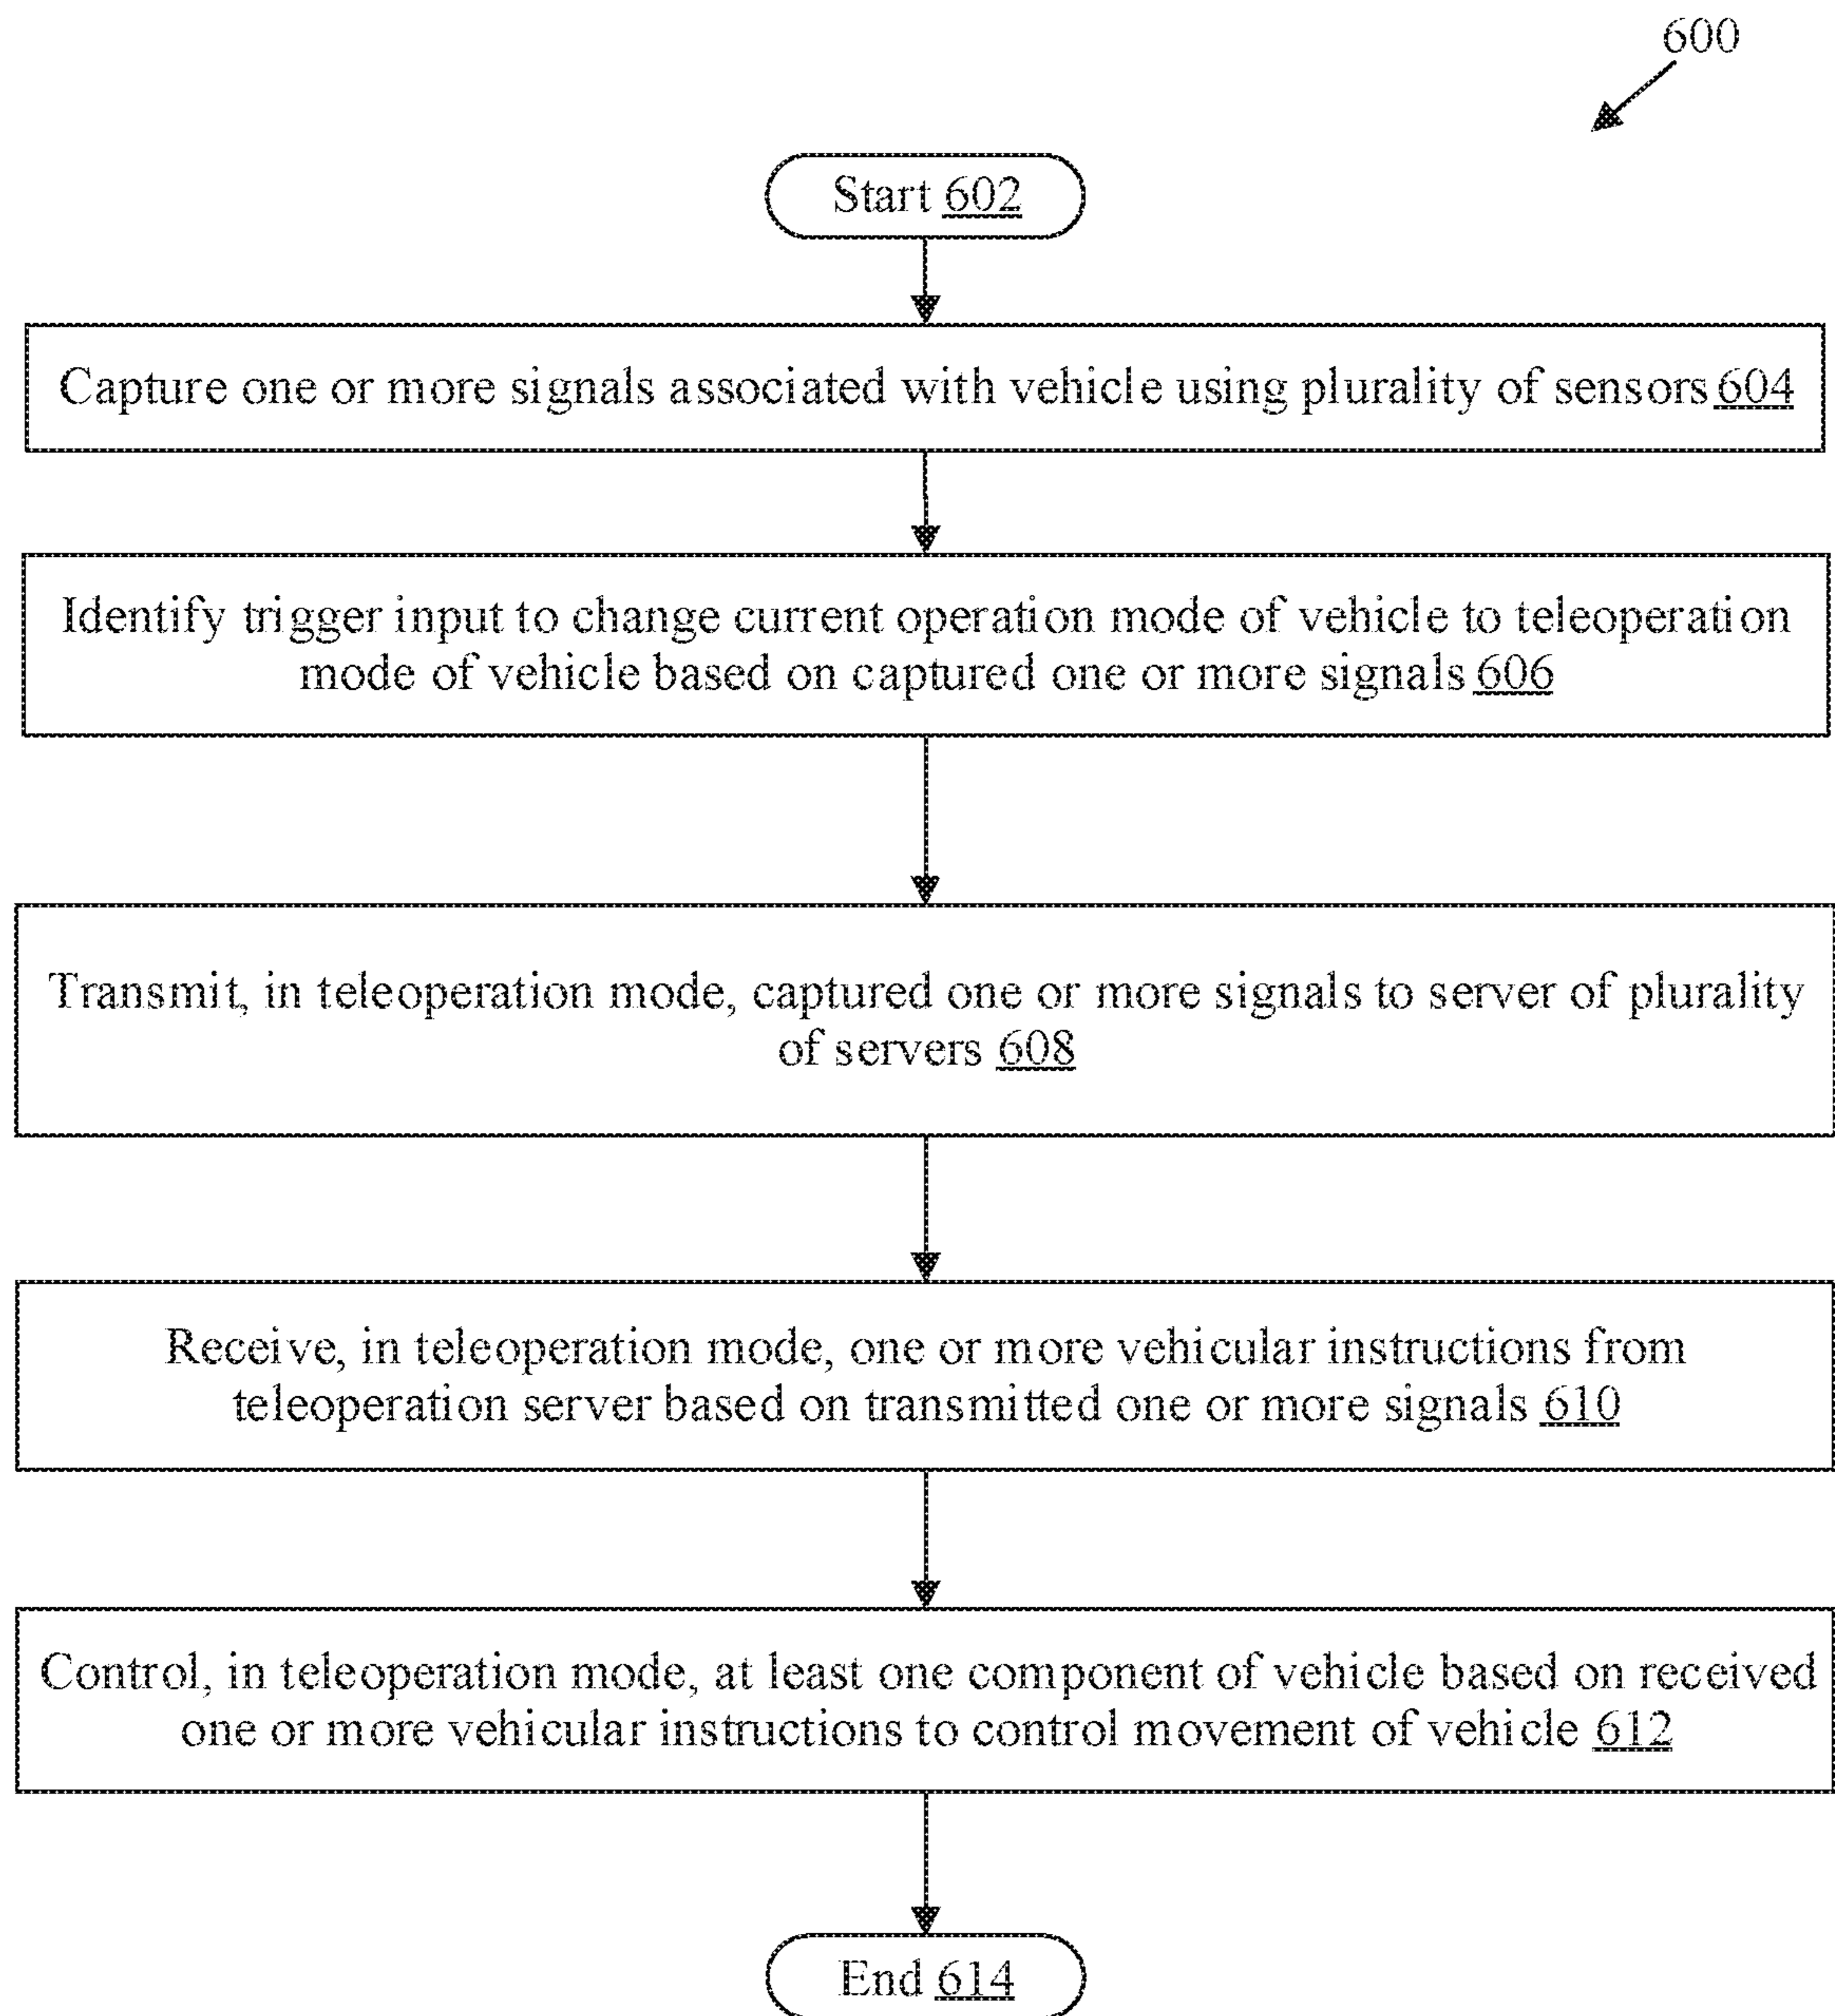 600
Start 602
Capture one or more signals associated with vehicle using plurality of sensors 604
Identify trigger input to change current operation mode of vehicle to teleoperation
mode of vehicle based on captured one or more signals 606
Transmit, in teleoperation mode, captured one or more signals to server of plurality
of servers 608
Receive, in teleoperation mode, one or more vehicular instructions from
teleoperation server based on transmitted one or more signals 610
Control, in teleoperation mode, at least one component of vehicle based on received
one or more vehicular instructions to control movement of vehicle 612
End 614